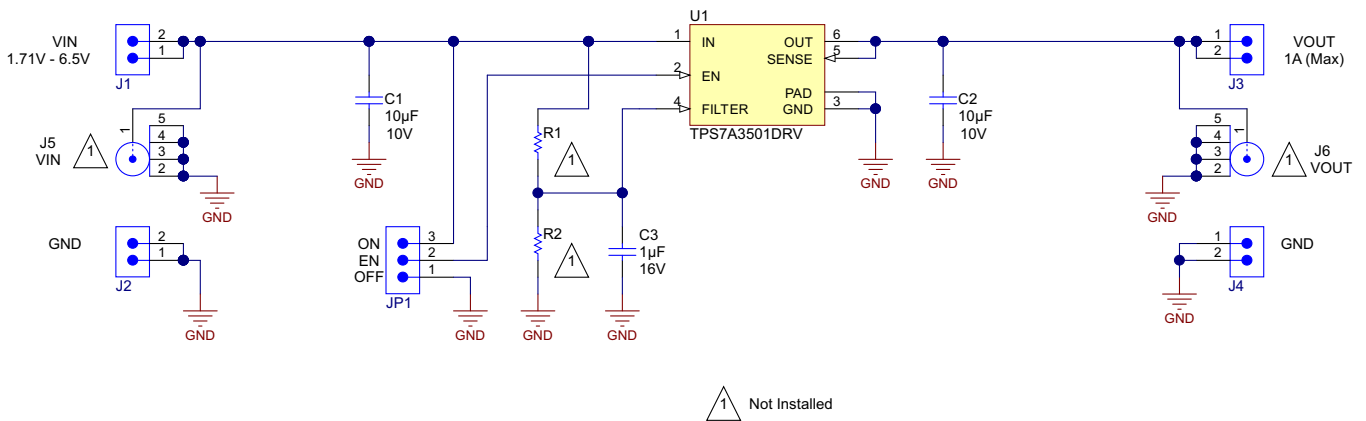 VIN
1.71V - 6.5V
2
1
J1
J5
VIN
1
1
5
4
3
2
GND
GND
2
1
J2
GND
C1
10µF
10V
GND
ON
EN
OFF
3
2
1
JP1
GND
R1
1
R2
1
GND
C3
1µF
16V
GND
U1
1
IN
2
EN
4
FILTER
OUT
6
SENSE
5
PAD
GND
3
TPS7A3501DRV
GND
C2
10µF
10V
GND
1
2
J3
VOUT
1A (Max)
5
4
3
2
1
1
J6
VOUT
GND
1
2
J4
GND
GND
1
Not Installed